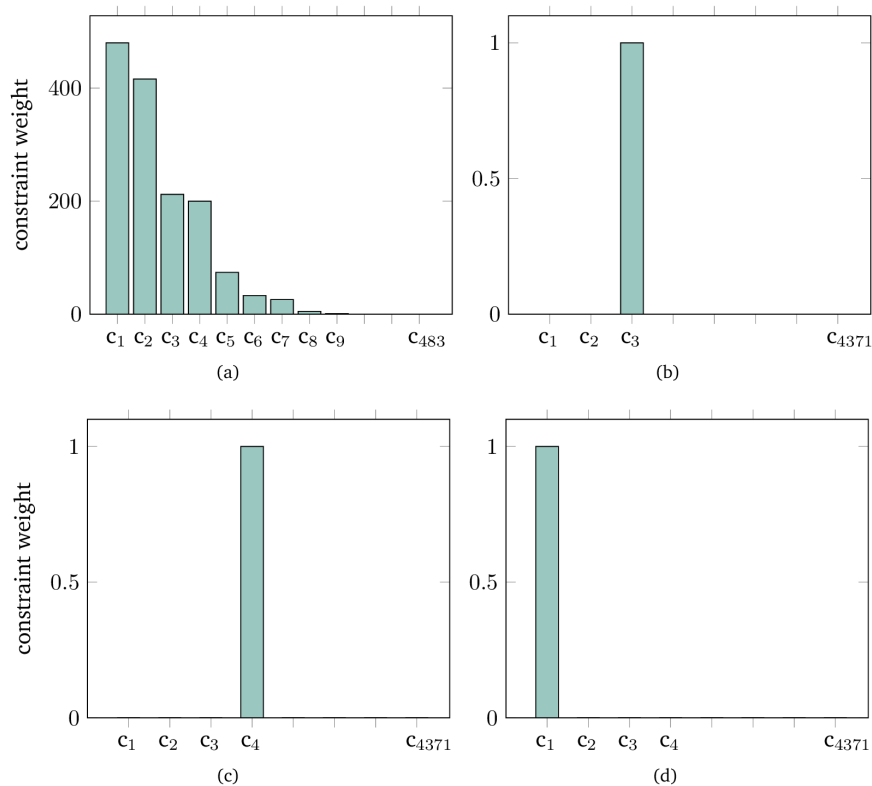 constraint weight
400
200
0
c₁ c₂ c₃ c₄ c₅ c₆ c₇ c₈ c₉ c₄₈₃
(a)
1
0.5
0
c₁ c₂ c₃ c₄₃₇₁
(b)
constraint weight
1
0.5
0
c₁ c₂ c₃ c₄ c₄₃₇₁
(c)
1
0.5
0
c₁ c₂ c₃ c₄ c₄₃₇₁
(d)